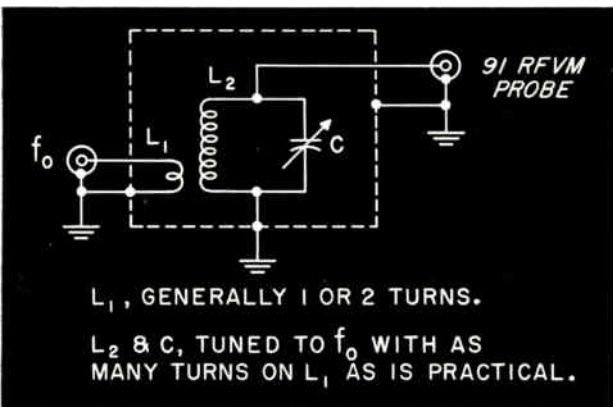 91 RFVM
PROBE
L₂
L₁
f₀
C
L₁, GENERALLY 1 OR 2 TURNS.
L₂ & C, TUNED TO f₀ WITH AS
MANY TURNS ON L₁ AS IS PRACTICAL.